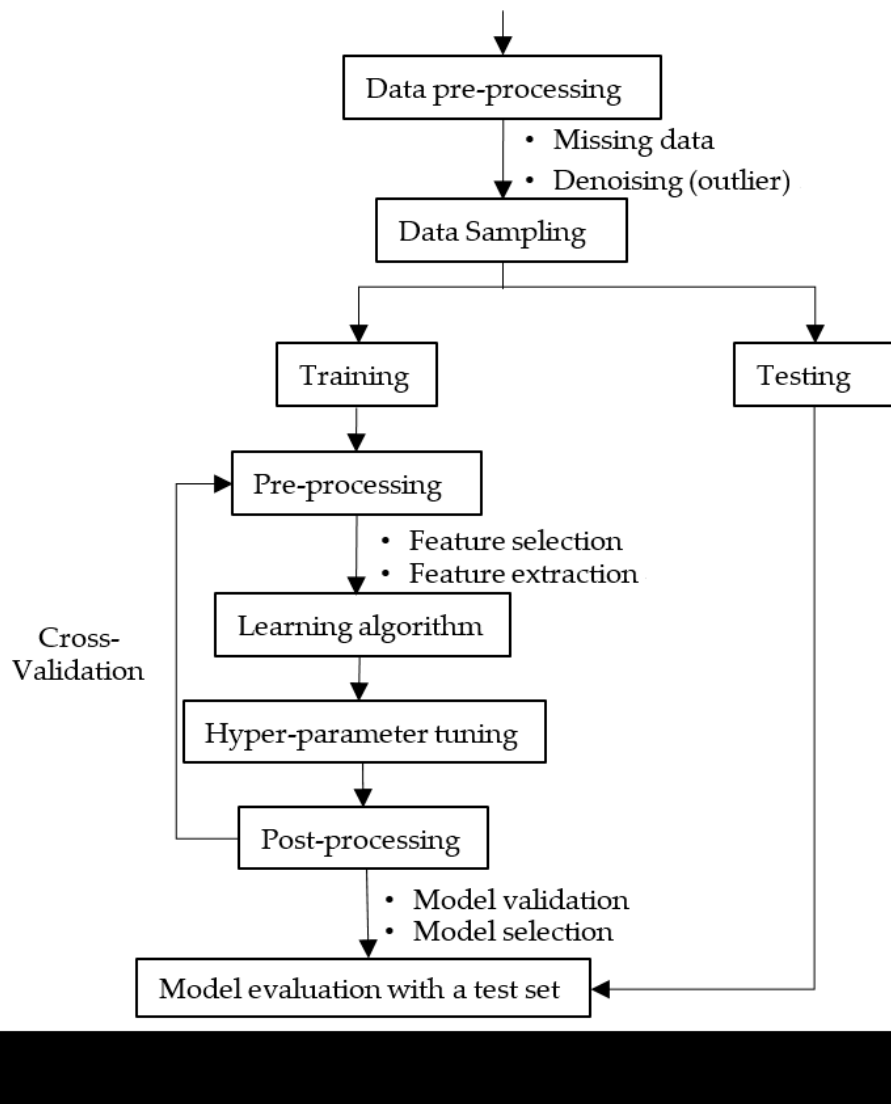 Data pre-processing
• Missing data
• Denoising (outlier)
Data Sampling
Training
Testing
Pre-processing
• Feature selection
• Feature extraction
Learning algorithm
Cross-
Validation
Hyper-parameter tuning
Post-processing
• Model validation
• Model selection
Model evaluation with a test set